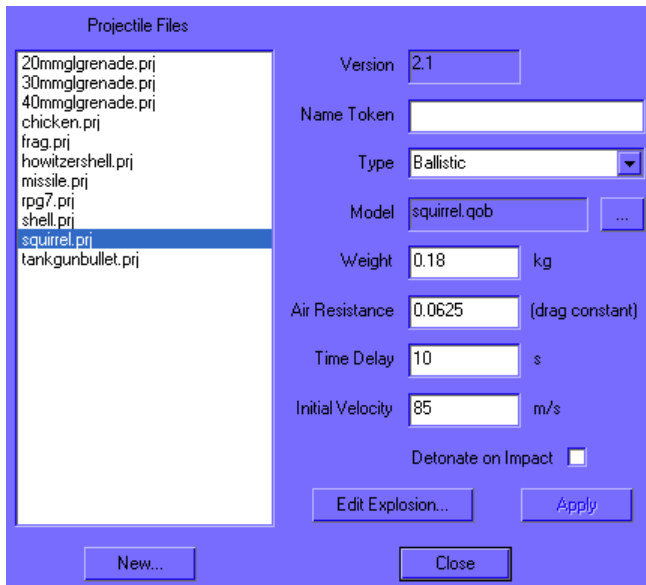 Projectile Files
20mmglgrenade.prj
30mmglgrenade.prj
40mmglgrenade.prj
chicken.prj
frag.prj
howitzershell.prj
missile.prj
rpg7.prj
shell.prj
squirrel.prj
tankgunbullet.prj
New...
Version 2.1
Name Token
Type Ballistic
Model squirrel.qob ...
Weight 0.18 kg
Air Resistance 0.0625 (drag constant)
Time Delay 10 s
Initial Velocity 85 m/s
Detonate on Impact
Edit Explosion... Apply
Close